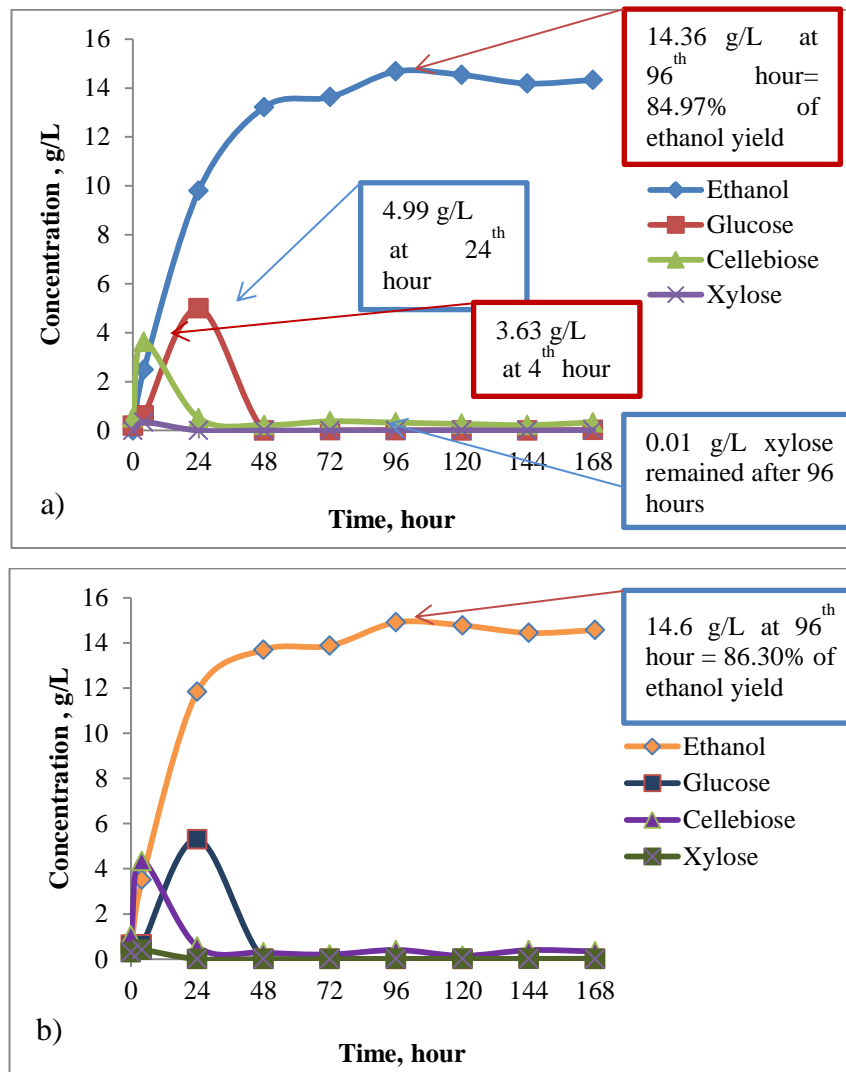 16
14
12
10
8
6
4
2
0
0 24 48 72 96 120 144 168
Concentration , g/L
Time, hour
a)
14.36 g/L at
96th hour=
84.97% of
ethanol yield
Ethanol
Glucose
Cellebiose
Xylose
4.99 g/L
at 24th
hour
3.63 g/L
at 4th hour
0.01 g/L xylose
remained after 96
hours
16
14
12
10
8
6
4
2
0
0 24 48 72 96 120 144 168
Concentration , g/L
Time, hour
b)
14.6 g/L at 96th
hour = 86.30% of
ethanol yield
Ethanol
Glucose
Cellebiose
Xylose